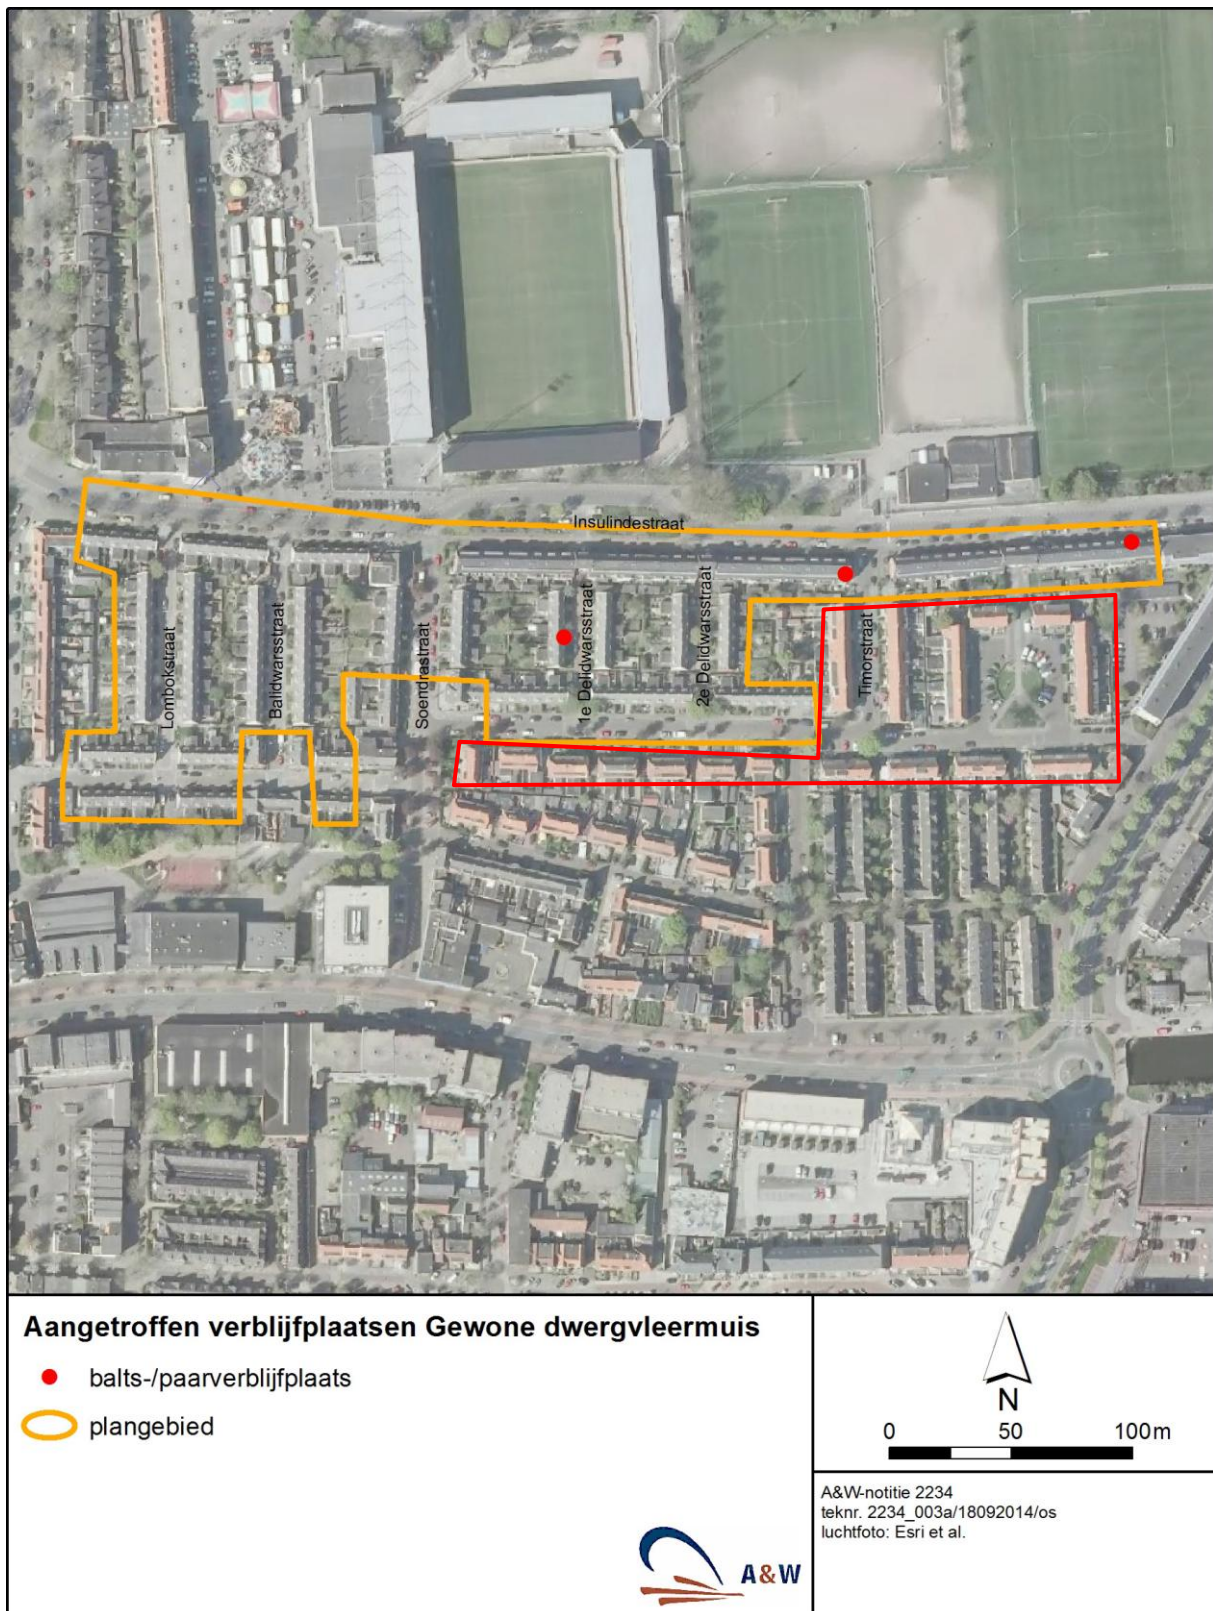 Insulindestraat
Lombokstraat
Balidwarsstraat
Soendrastraat
1e Delidwarsstraat
2e Delidwarsstraat
Timorstraat
Aangetroffen verblijfplaatsen Gewone dwergvleermuis
balts-/paarverblijfplaats
plangebied
N
0 50 100m
A&W-notitie 2234
teknr. 2234_003a/18092014/os
luchtfoto: Esri et al.
A&W